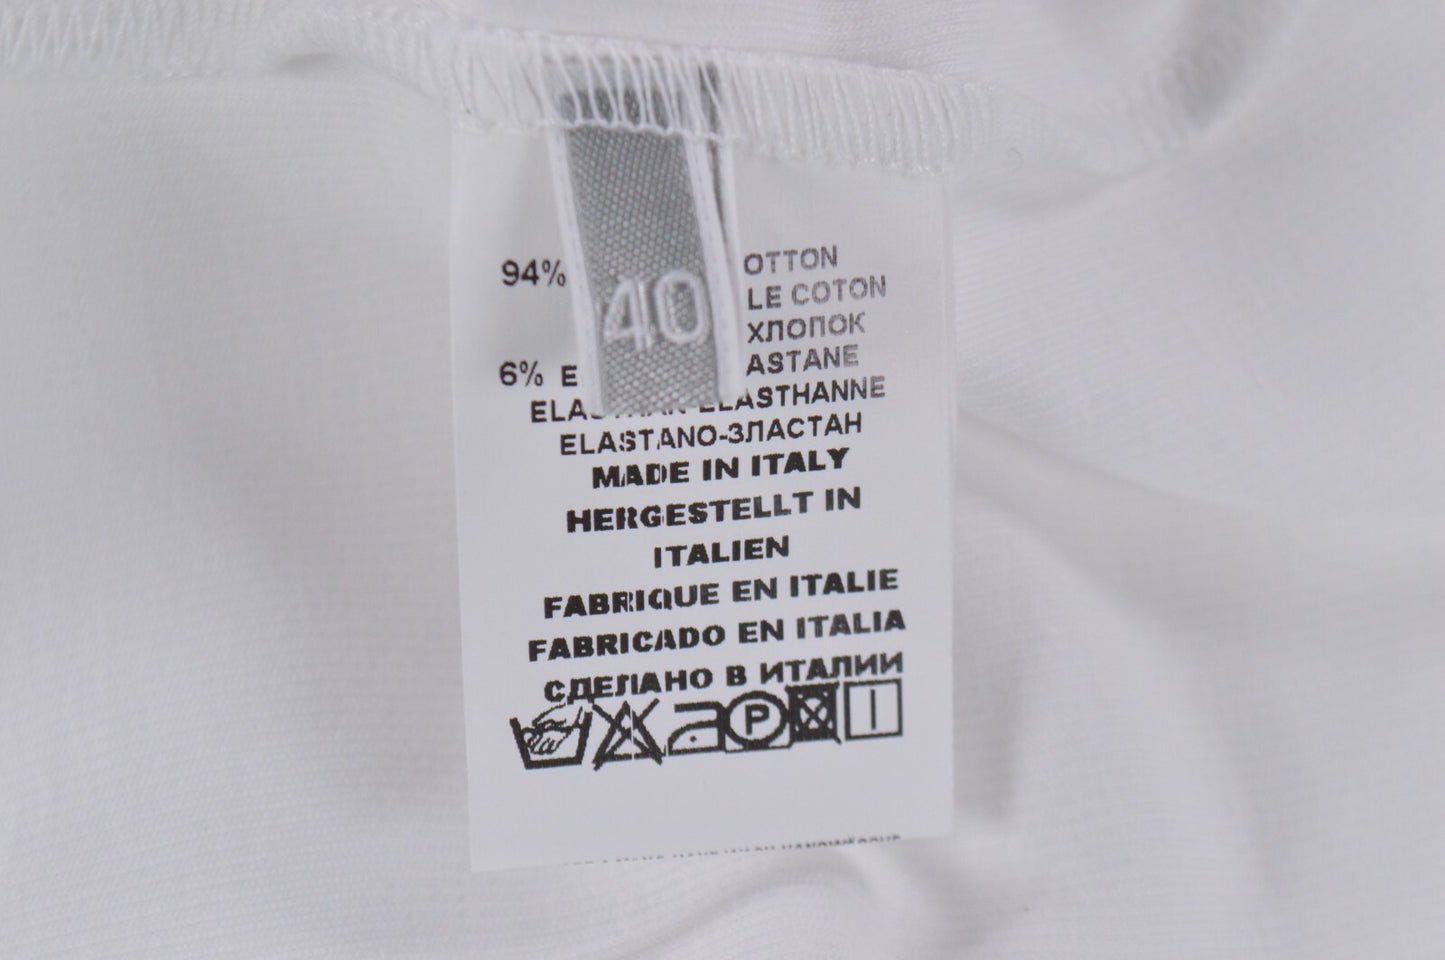 40
94% OTTON
LE COTON
ХЛОПОК
6% E ASTANE
ELASTHANNE
ELASTANO-ЗЛАСТАН
MADE IN ITALY
HERGESTELLT IN
ITALIEN
FABRIQUE EN ITALIE
FABRICADO EN ITALIA
СДЕЛАНО В ИТАЛИИ
P